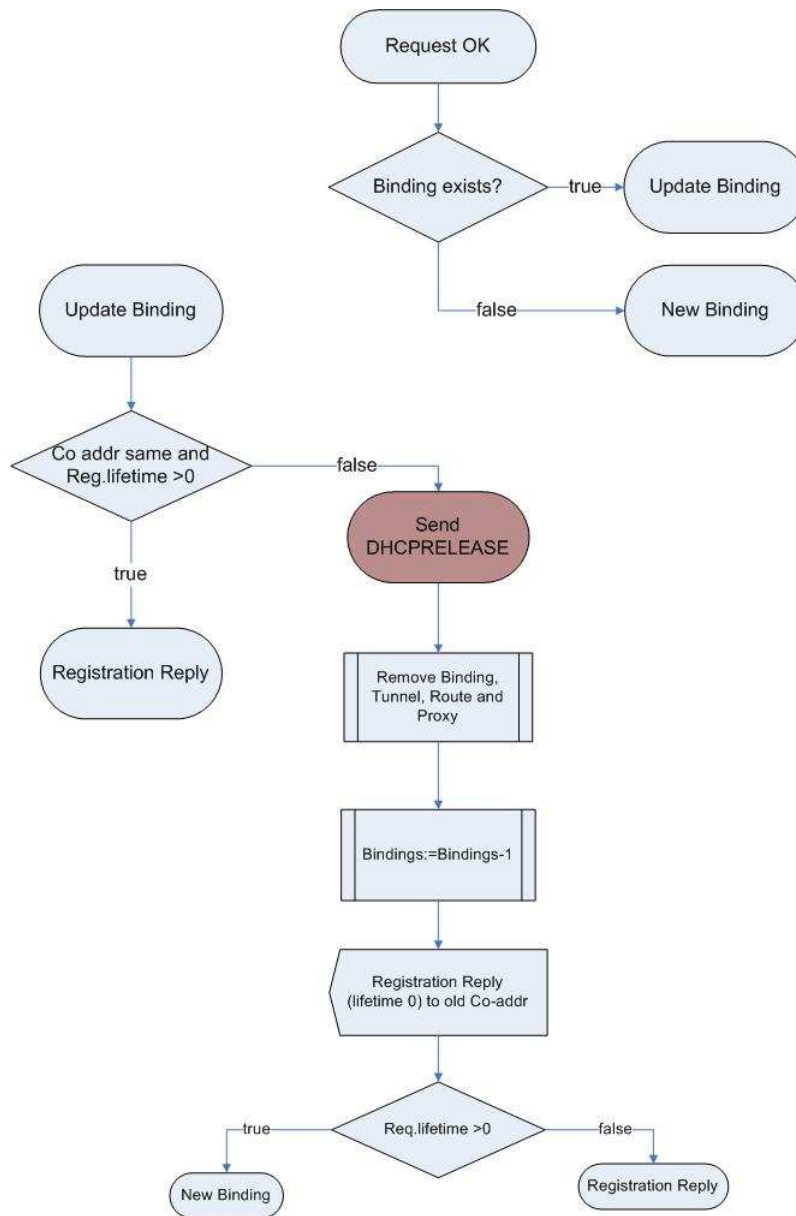 Request OK
Binding exists?
true
Update Binding
false
New Binding
Update Binding
Co addr same and
Reg.lifetime >0
false
Send
DHCPRELEASE
true
Registration Reply
Remove Binding,
Tunnel, Route and
Proxy
Bindings:=Bindings-1
Registration Reply
(lifetime 0) to old Co-addr
Req.lifetime >0
true
false
New Binding
Registration Reply